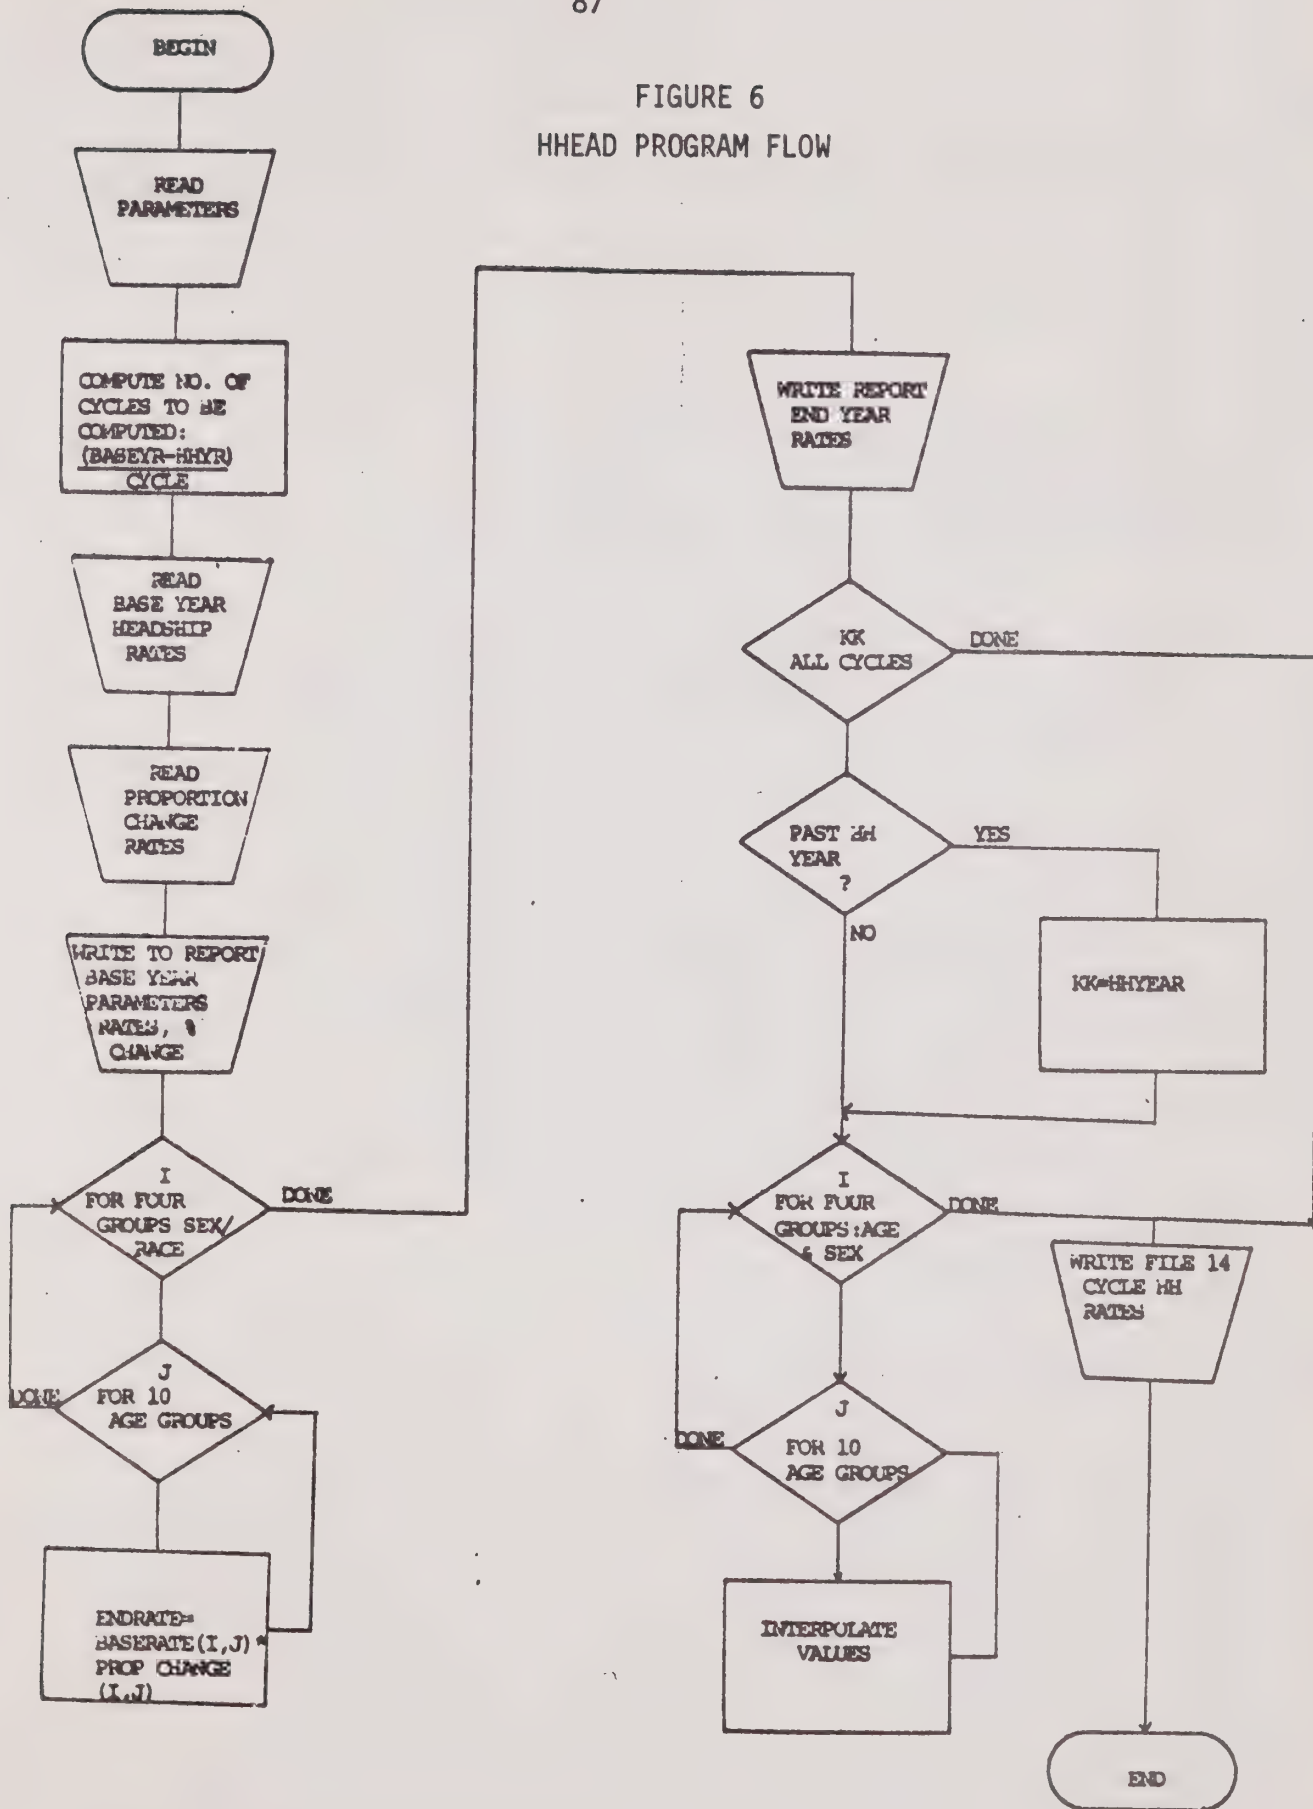 87
FIGURE 6
HHEAD PROGRAM FLOW
BEGIN
READ
PARAMETERS
COMPUTE NO. OF
CYCLES TO BE
COMPUTED:
(BASEYR-HHYR)
CYCLE
READ
BASE YEAR
HEADSHIP
RATES
READ
PROPORTION
CHANGE
RATES
WRITE TO REPORT
BASE YEAR
PARAMETERS
RATES, %
CHANGE
I
FOR FOUR
GROUPS SEX/
RACE
DONE
J
FOR 10
AGE GROUPS
DONE
ENDRATE=
BASERATE(I,J)*
PROP CHANGE
(I,J)
WRITE REPORT
END YEAR
RATES
KK
ALL CYCLES
DONE
PAST HH
YEAR
?
YES
NO
KK=HHYEAR
I
FOR FOUR
GROUPS:AGE
& SEX
DONE
J
FOR 10
AGE GROUPS
DONE
INTERPOLATE
VALUES
WRITE FILE 14
CYCLE HH
RATES
END